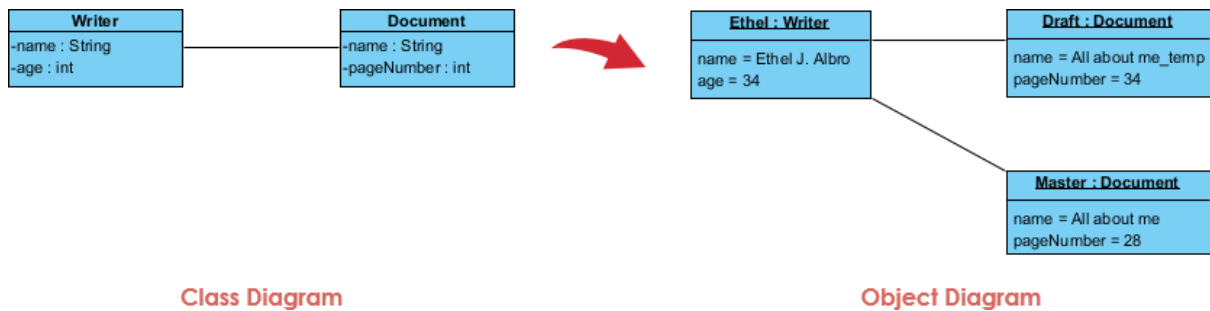 Writer
-name : String
-age : int
Document
-name : String
-pageNumber : int
Ethel : Writer
name = Ethel J. Albro
age = 34
Draft : Document
name = All about me_temp
pageNumber = 34
Master : Document
name = All about me
pageNumber = 28
Class Diagram
Object Diagram